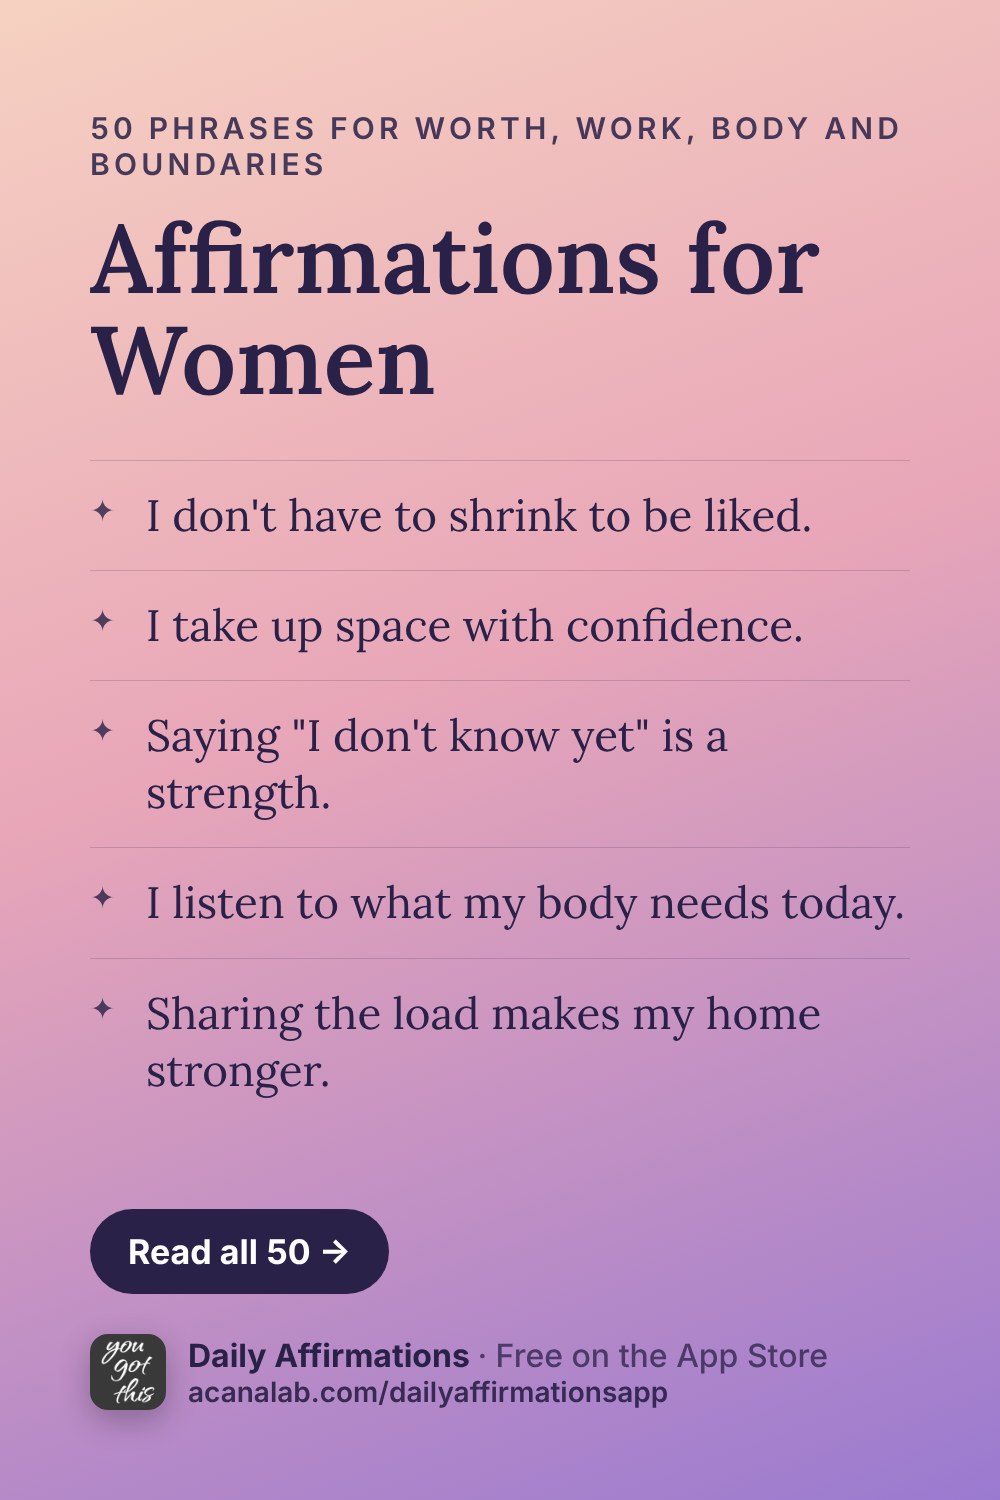 50 PHRASES FOR WORTH, WORK, BODY AND
BOUNDARIES
Affirmations for
Women
✦ I don't have to shrink to be liked.
✦ I take up space with confidence.
✦ Saying "I don't know yet" is a
strength.
✦ I listen to what my body needs today.
✦ Sharing the load makes my home
stronger.
Read all 50 →
you
got
this
Daily Affirmations · Free on the App Store
acanalab.com/dailyaffirmationsapp